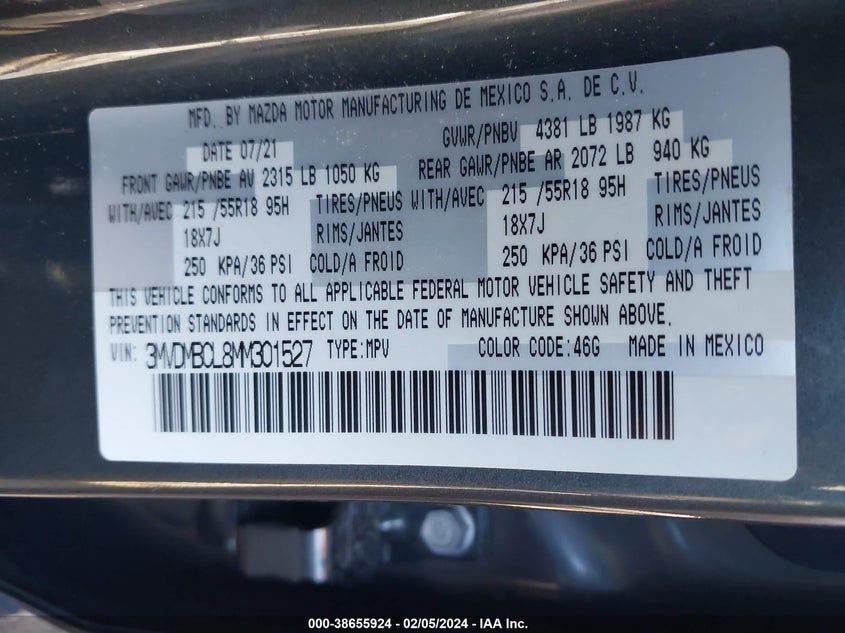 MFD. BY MAZDA MOTOR MANUFACTURING DE MEXICO S.A. DE C.V.
DATE 07/21 GVWR/PNBV 4381 LB 1987 KG
FRONT GAWR/PNBE AV 2315 LB 1050 KG REAR GAWR/PNBE AR 2072 LB 940 KG
WITH/AVEC 215 /55R18 95H TIRES/PNEUS WITH/AVEC 215 /55R18 95H TIRES/PNEUS
18X7J RIMS/JANTES 18X7J RIMS/JANTES
250 KPA/36 PSI COLD/A FROID 250 KPA/36 PSI COLD/A FROID
THIS VEHICLE CONFORMS TO ALL APPLICABLE FEDERAL MOTOR VEHICLE SAFETY AND THEFT
PREVENTION STANDARDS IN EFFECT ON THE DATE OF MANUFACTURE SHOWN ABOVE.
VIN: 3MVDMBCL8MM301527 TYPE:MPV COLOR CODE:46G MADE IN MEXICO
000-38655924 | 02/05/2024 | IAA Inc.